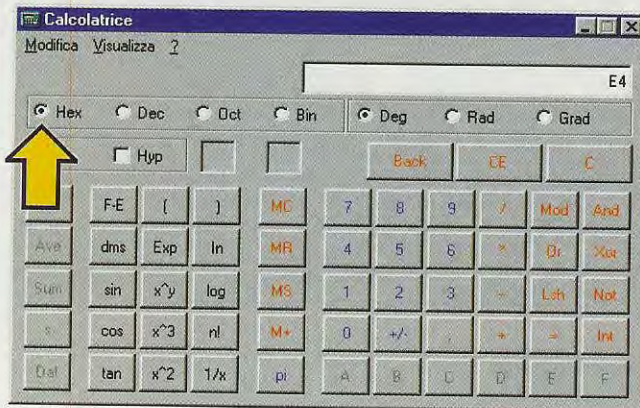 Calcolatrice
Modifica Visualizza ?
E4
Hex Dec Oct Bin Deg Rad Grad
Hyp Back CE C
F-E ( ) MC 7 8 9 / Mod And
Ave dms Exp ln MR 4 5 6 * Or Xor
Sum sin x^y log MS 1 2 3 - Lsh Not
s cos x^3 n! M+ 0 +/- , + = Int
Dat tan x^2 1/x pi A B C D E F